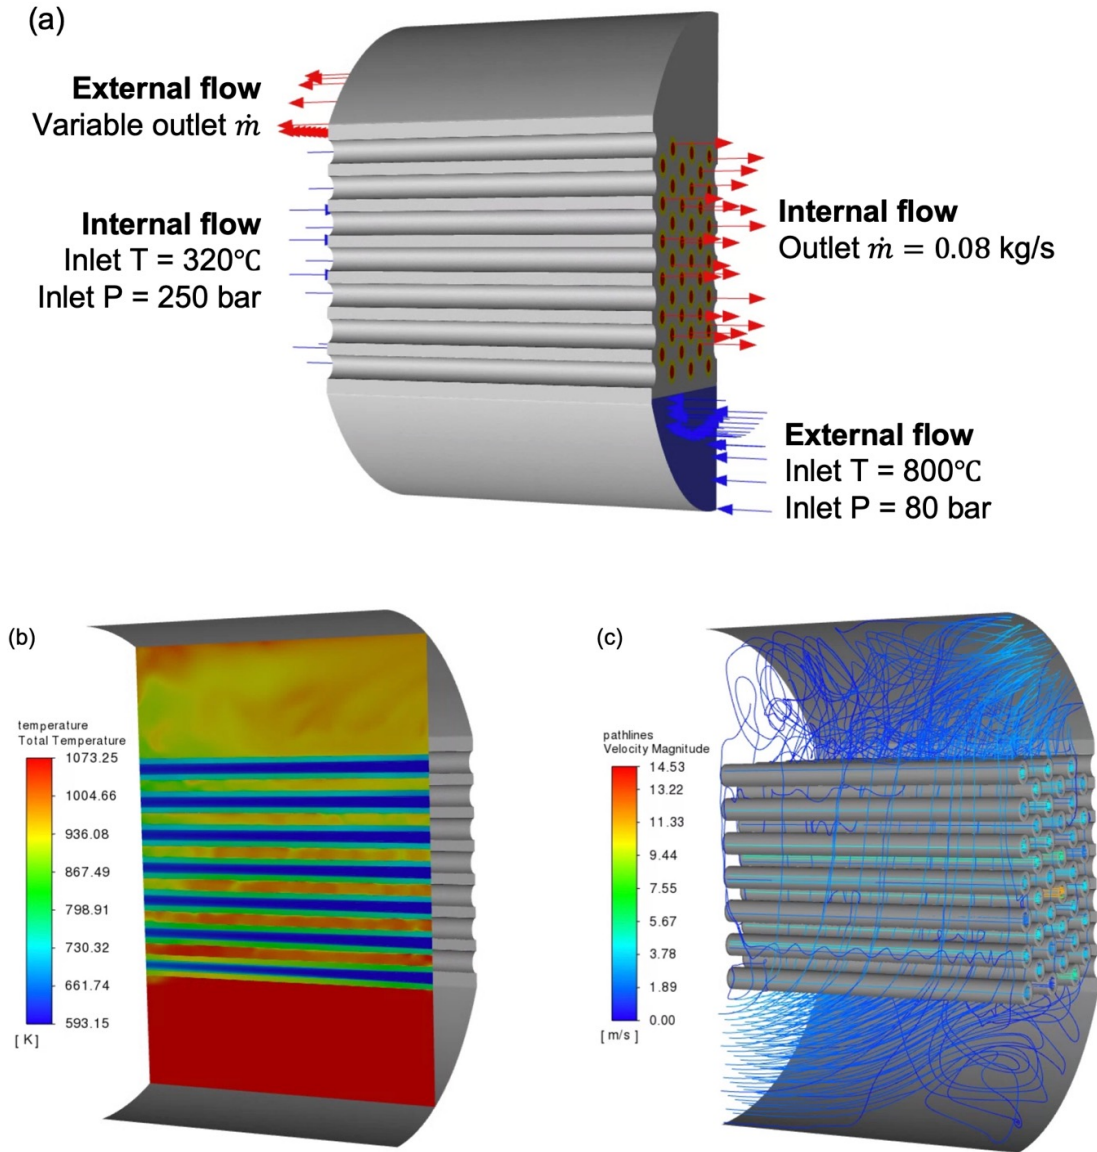 (a)
External flow
Variable outlet ṁ
Internal flow
Inlet T = 320℃
Inlet P = 250 bar
Internal flow
Outlet ṁ = 0.08 kg/s
External flow
Inlet T = 800℃
Inlet P = 80 bar
(b)
temperature
Total Temperature
1073.25
1004.66
936.08
867.49
798.91
730.32
661.74
593.15
[ K ]
(c)
pathlines
Velocity Magnitude
14.53
13.22
11.33
9.44
7.55
5.67
3.78
1.89
0.00
[ m/s ]